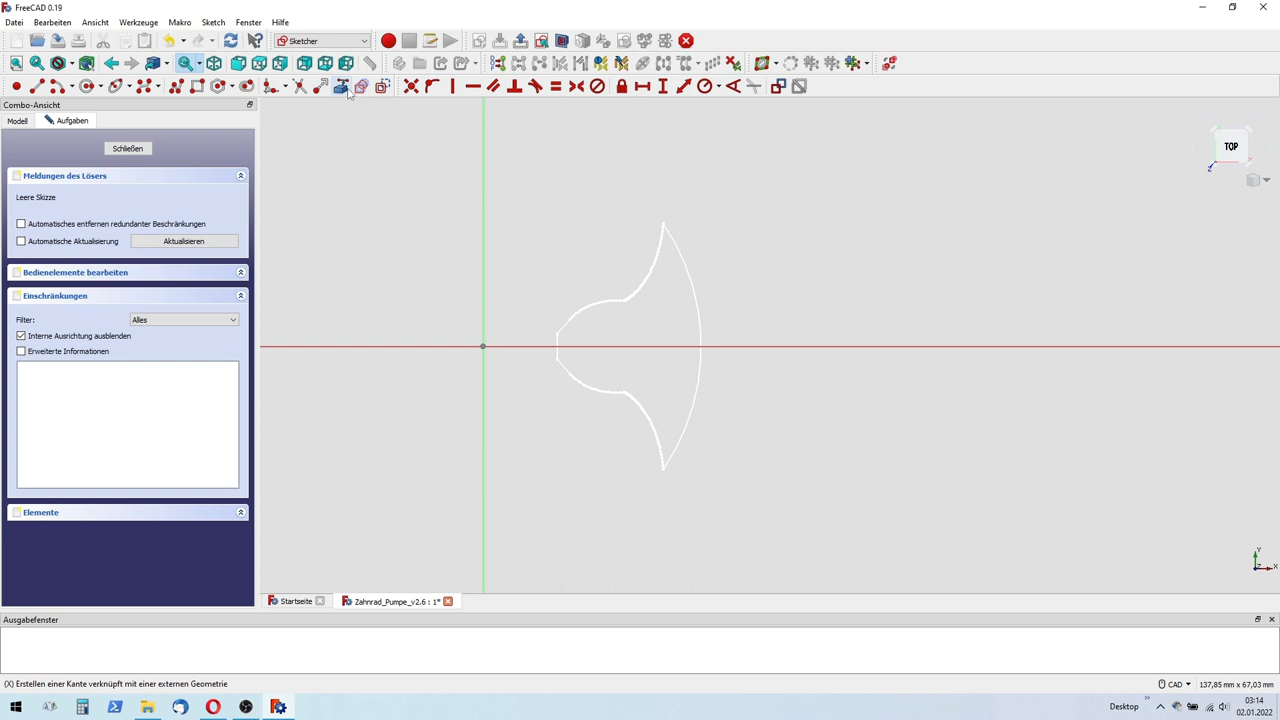 FreeCAD 0.19
Datei Bearbeiten Ansicht Werkzeuge Makro Sketch Fenster Hilfe
Sketcher
Combo-Ansicht
Modell Aufgaben
Schließen
Meldungen des Lösers
Leere Skizze
Automatisches entfernen redundanter Beschränkungen
Automatische Aktualisierung Aktualisieren
Bedienelemente bearbeiten
Einschränkungen
Filter: Alles
Interne Ausrichtung ausblenden
Erweiterte Informationen
Elemente
TOP
Z X
Y
Z X
Startseite Zahnrad_Pumpe_v2.6 : 1*
Ausgabefenster
(X) Erstellen einer Kante verknüpft mit einer externen Geometrie
CAD 137,85 mm x 67,03 mm
Desktop
03:14
02.01.2022